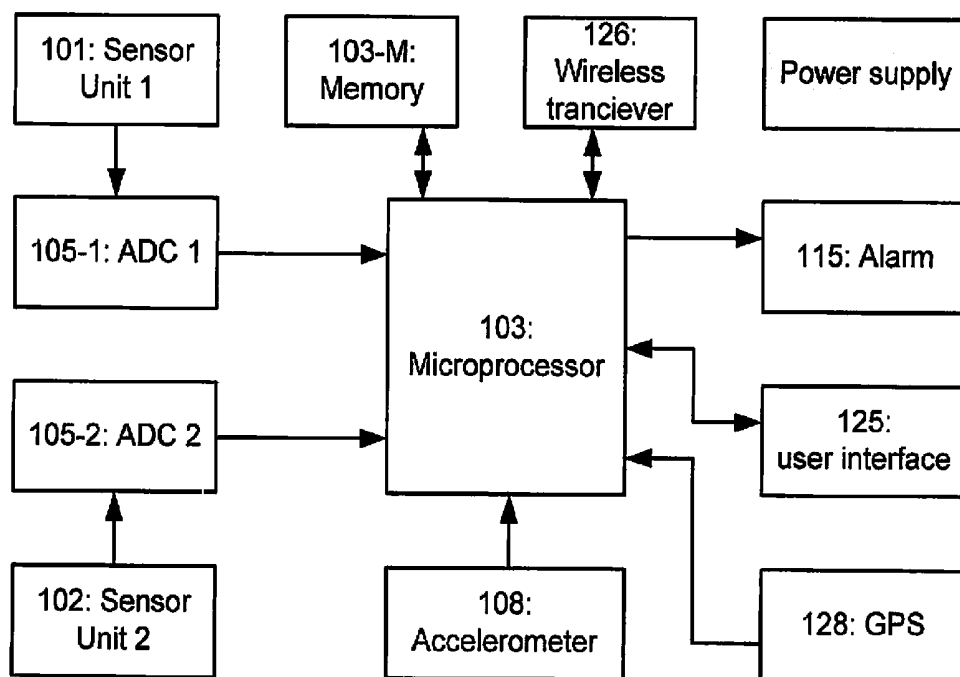 101: Sensor
Unit 1
103-M:
Memory
126:
Wireless
tranciever
Power supply
105-1: ADC 1
115: Alarm
103:
Microprocessor
105-2: ADC 2
125:
user interface
102: Sensor
Unit 2
108:
Accelerometer
128: GPS